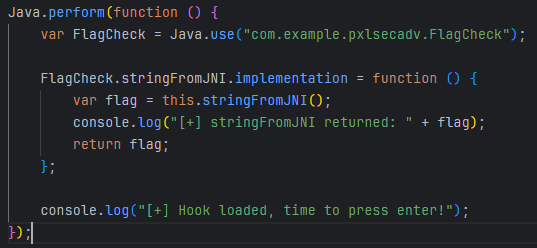 Java.perform(function () {
    var FlagCheck = Java.use("com.example.pxlsecadv.FlagCheck");

    FlagCheck.stringFromJNI.implementation = function () {
        var flag = this.stringFromJNI();
        console.log("[+] stringFromJNI returned: " + flag);
        return flag;
    };

    console.log("[+] Hook loaded, time to press enter!");
});